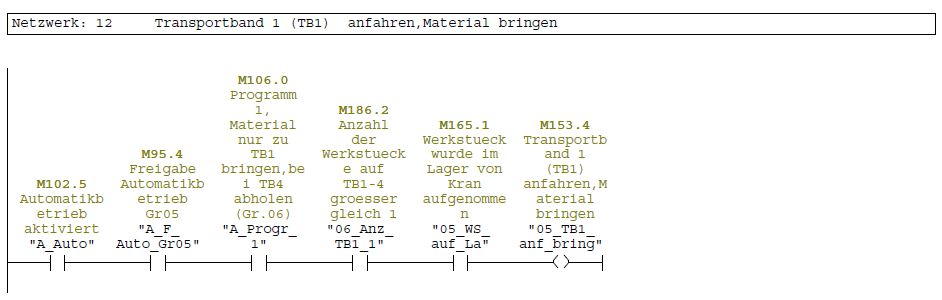 Netzwerk: 12 Transportband 1 (TB1) anfahren,Material bringen
M102.5
Automatikb
etrieb
aktiviert
"A_Auto"
M95.4
Freigabe
Automatikb
etrieb
Gr05
"A_F_
Auto_Gr05"
M106.0
Programm
1,
Material
nur zu
TB1
bringen,be
i TB4
abholen
(Gr.06)
"A_Progr_
1"
M186.2
Anzahl
der
Werkstueck
e auf
TB1-4
groesser
gleich 1
"06_Anz_
TB1_1"
M165.1
Werkstueck
wurde im
Lager von
Kran
aufgenomme
n
"05_WS_
auf_La"
M153.4
Transportb
and 1
(TB1)
anfahren,M
aterial
bringen
"05_TB1_
anf_bring"